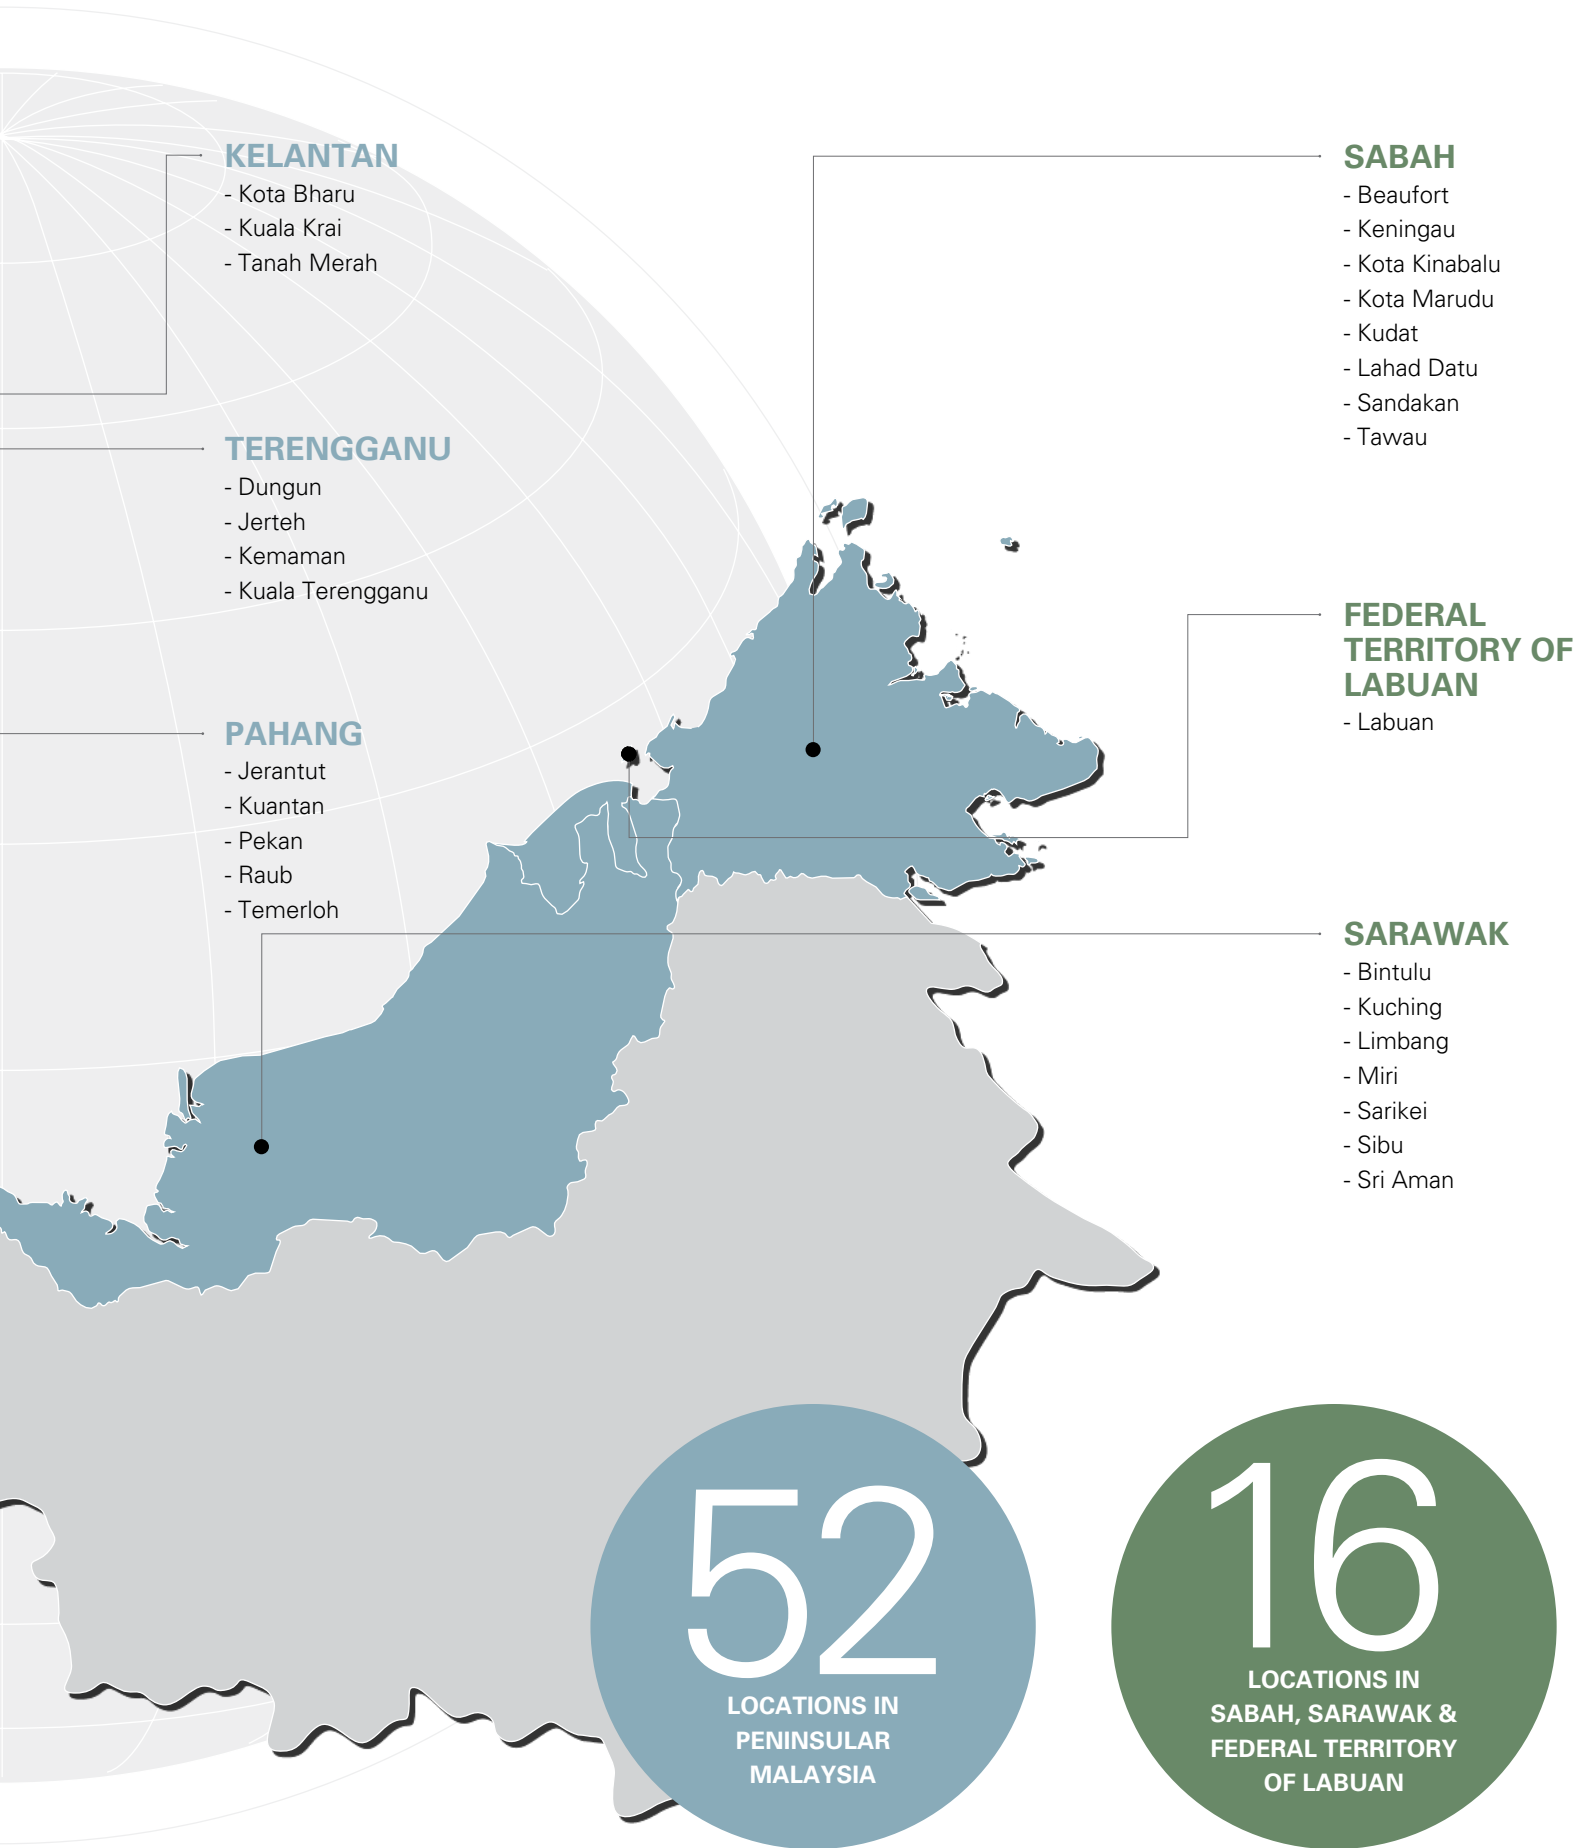 KELANTAN
- Kota Bharu
- Kuala Krai
- Tanah Merah
TERENGGANU
- Dungun
- Jerteh
- Kemaman
- Kuala Terengganu
PAHANG
- Jerantut
- Kuantan
- Pekan
- Raub
- Temerloh
SABAH
- Beaufort
- Keningau
- Kota Kinabalu
- Kota Marudu
- Kudat
- Lahad Datu
- Sandakan
- Tawau
FEDERAL
TERRITORY OF
LABUAN
- Labuan
SARAWAK
- Bintulu
- Kuching
- Limbang
- Miri
- Sarikei
- Sibu
- Sri Aman
52
LOCATIONS IN
PENINSULAR
MALAYSIA
16
LOCATIONS IN
SABAH, SARAWAK &
FEDERAL TERRITORY
OF LABUAN